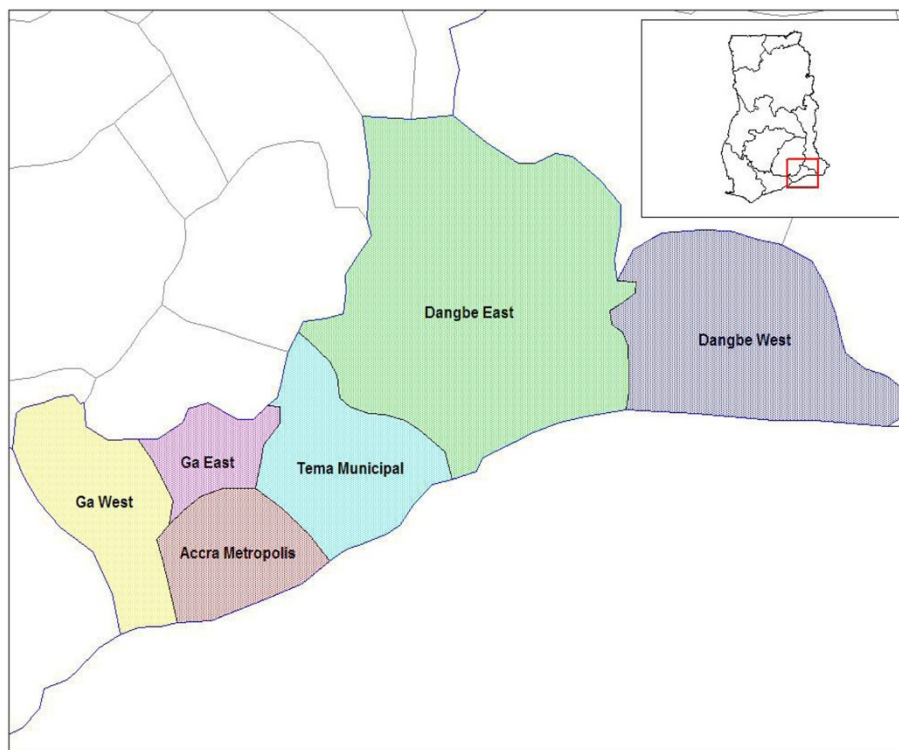 Dangbe East
Dangbe West
Ga East
Tema Municipal
Ga West
Accra Metropolis